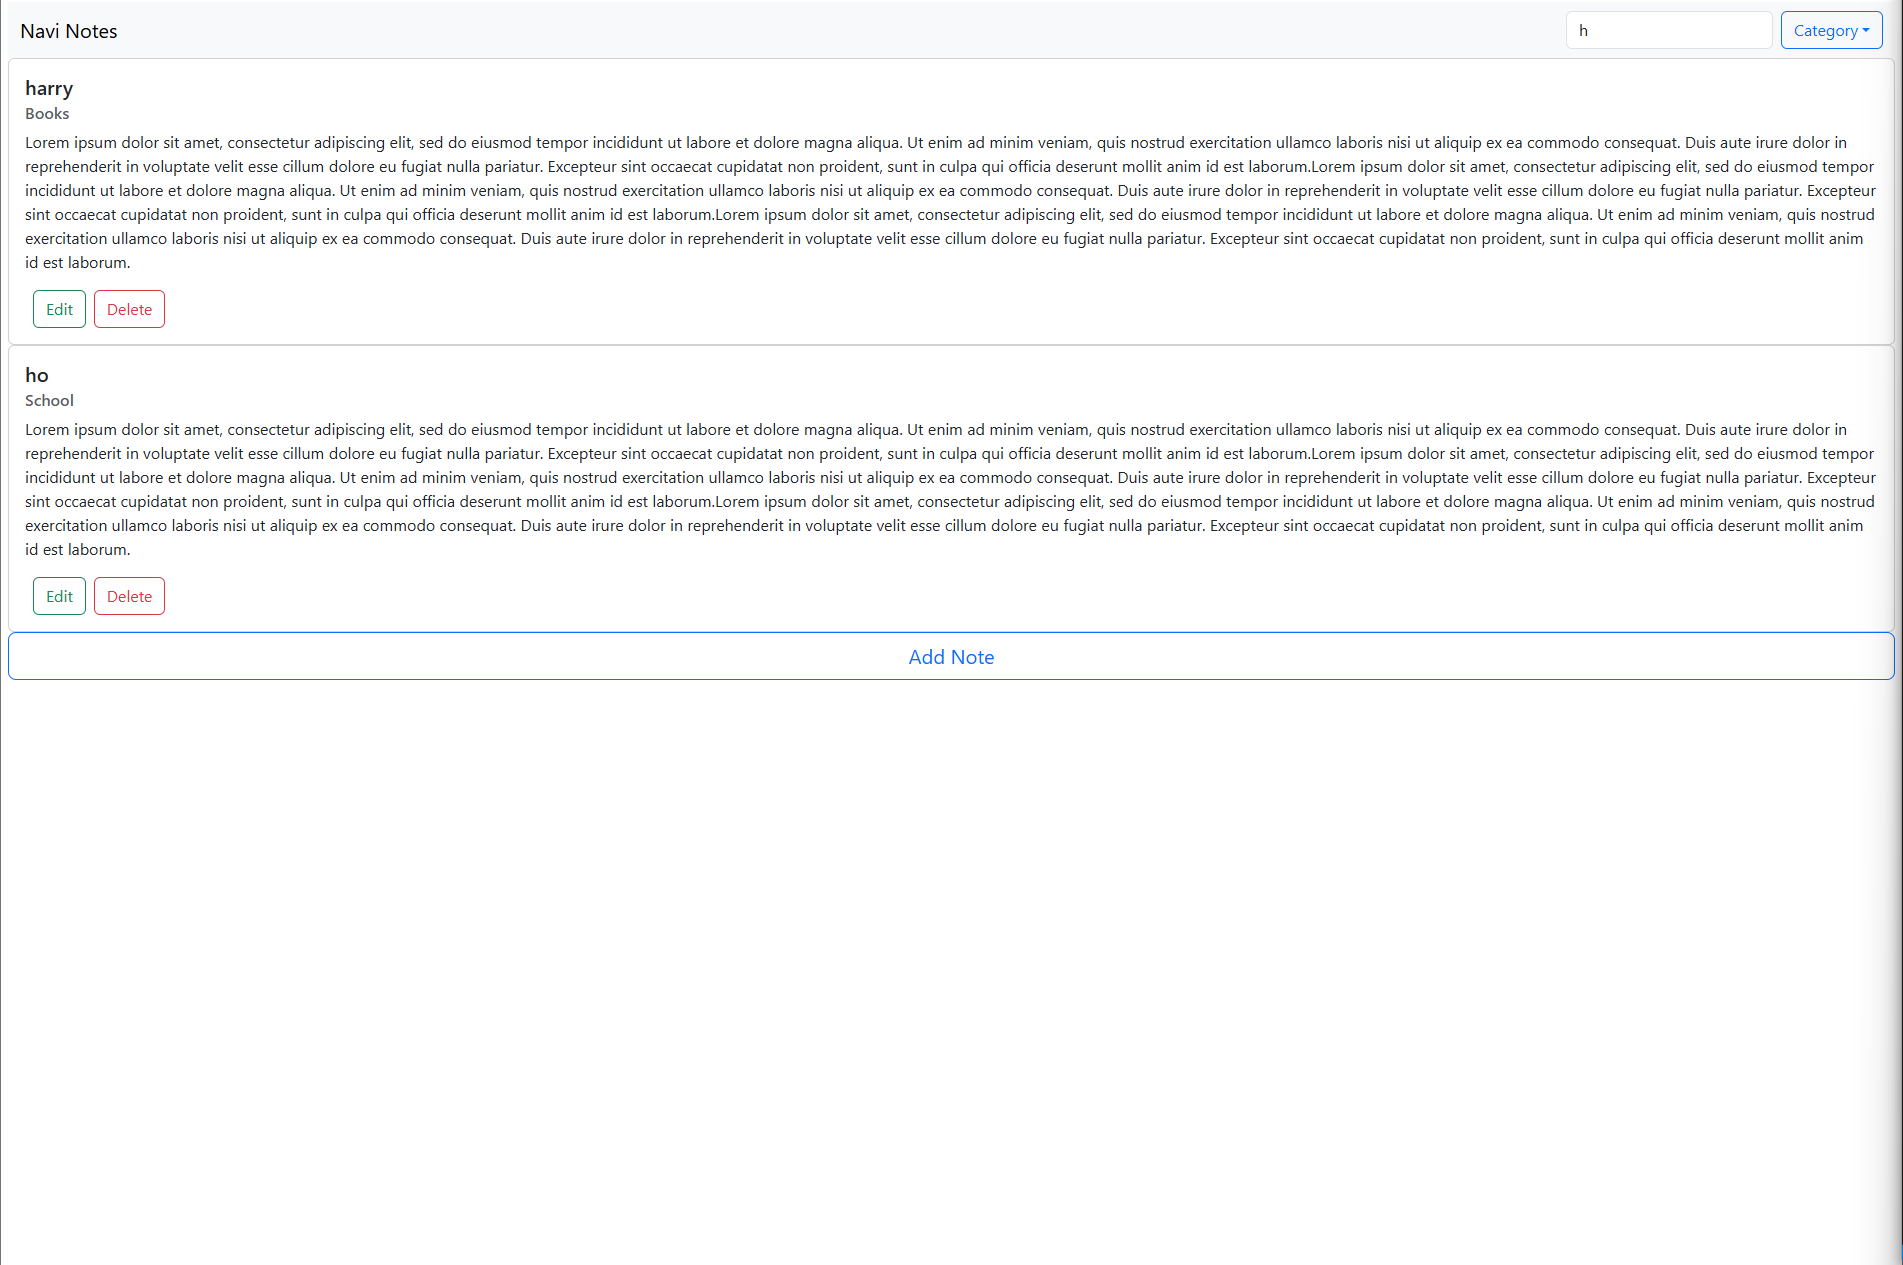 Navi Notes
h
Category
harry
Books
Lorem ipsum dolor sit amet, consectetur adipiscing elit, sed do eiusmod tempor incididunt ut labore et dolore magna aliqua. Ut enim ad minim veniam, quis nostrud exercitation ullamco laboris nisi ut aliquip ex ea commodo consequat. Duis aute irure dolor in
reprehenderit in voluptate velit esse cillum dolore eu fugiat nulla pariatur. Excepteur sint occaecat cupidatat non proident, sunt in culpa qui officia deserunt mollit anim id est laborum.Lorem ipsum dolor sit amet, consectetur adipiscing elit, sed do eiusmod tempor
incididunt ut labore et dolore magna aliqua. Ut enim ad minim veniam, quis nostrud exercitation ullamco laboris nisi ut aliquip ex ea commodo consequat. Duis aute irure dolor in reprehenderit in voluptate velit esse cillum dolore eu fugiat nulla pariatur. Excepteur
sint occaecat cupidatat non proident, sunt in culpa qui officia deserunt mollit anim id est laborum.Lorem ipsum dolor sit amet, consectetur adipiscing elit, sed do eiusmod tempor incididunt ut labore et dolore magna aliqua. Ut enim ad minim veniam, quis nostrud
exercitation ullamco laboris nisi ut aliquip ex ea commodo consequat. Duis aute irure dolor in reprehenderit in voluptate velit esse cillum dolore eu fugiat nulla pariatur. Excepteur sint occaecat cupidatat non proident, sunt in culpa qui officia deserunt mollit anim
id est laborum.
Edit Delete
ho
School
Lorem ipsum dolor sit amet, consectetur adipiscing elit, sed do eiusmod tempor incididunt ut labore et dolore magna aliqua. Ut enim ad minim veniam, quis nostrud exercitation ullamco laboris nisi ut aliquip ex ea commodo consequat. Duis aute irure dolor in
reprehenderit in voluptate velit esse cillum dolore eu fugiat nulla pariatur. Excepteur sint occaecat cupidatat non proident, sunt in culpa qui officia deserunt mollit anim id est laborum.Lorem ipsum dolor sit amet, consectetur adipiscing elit, sed do eiusmod tempor
incididunt ut labore et dolore magna aliqua. Ut enim ad minim veniam, quis nostrud exercitation ullamco laboris nisi ut aliquip ex ea commodo consequat. Duis aute irure dolor in reprehenderit in voluptate velit esse cillum dolore eu fugiat nulla pariatur. Excepteur
sint occaecat cupidatat non proident, sunt in culpa qui officia deserunt mollit anim id est laborum.Lorem ipsum dolor sit amet, consectetur adipiscing elit, sed do eiusmod tempor incididunt ut labore et dolore magna aliqua. Ut enim ad minim veniam, quis nostrud
exercitation ullamco laboris nisi ut aliquip ex ea commodo consequat. Duis aute irure dolor in reprehenderit in voluptate velit esse cillum dolore eu fugiat nulla pariatur. Excepteur sint occaecat cupidatat non proident, sunt in culpa qui officia deserunt mollit anim
id est laborum.
Edit Delete
Add Note